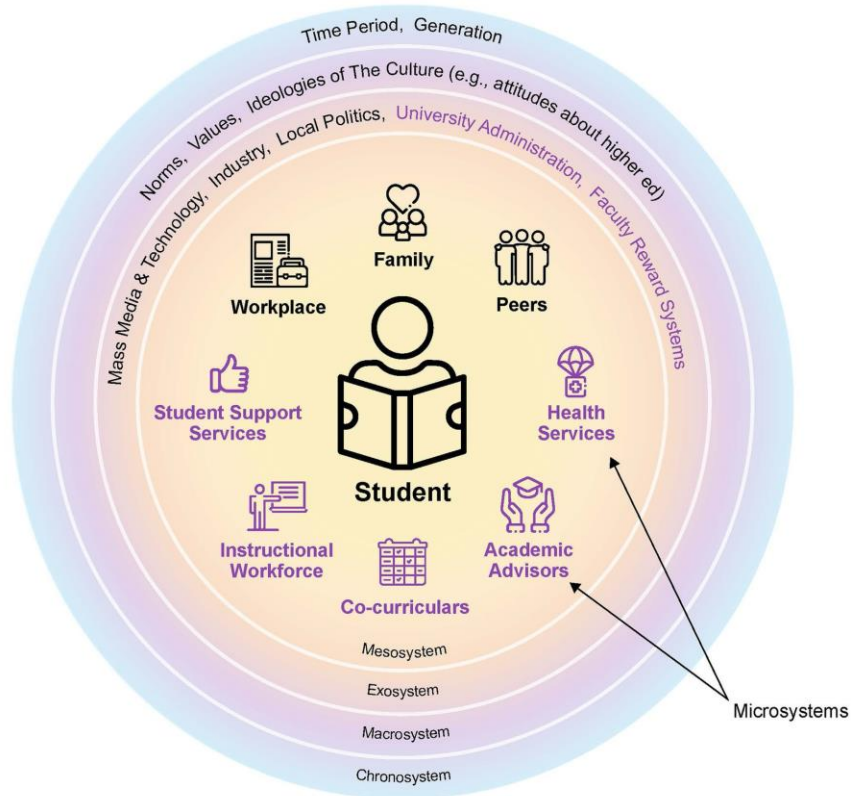 Time Period, Generation
Norms, Values, Ideologies of The Culture (e.g., attitudes about higher ed)
Mass Media & Technology, Industry, Local Politics, University Administration, Faculty Reward Systems
Family
Workplace
Peers
Student Support
Services
Health
Services
Student
Instructional
Workforce
Academic
Advisors
Co-curriculars
Mesosystem
Exosystem
Microsystems
Macrosystem
Chronosystem